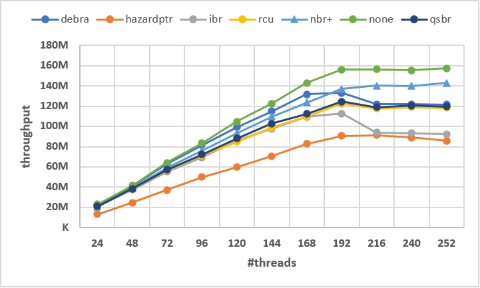 debra hazardptr ibr rcu nbr+ none qsbr
180M
160M
140M
120M
100M
80M
60M
40M
20M
K
throughput
24 48 72 96 120 144 168 192 216 240 252
#threads